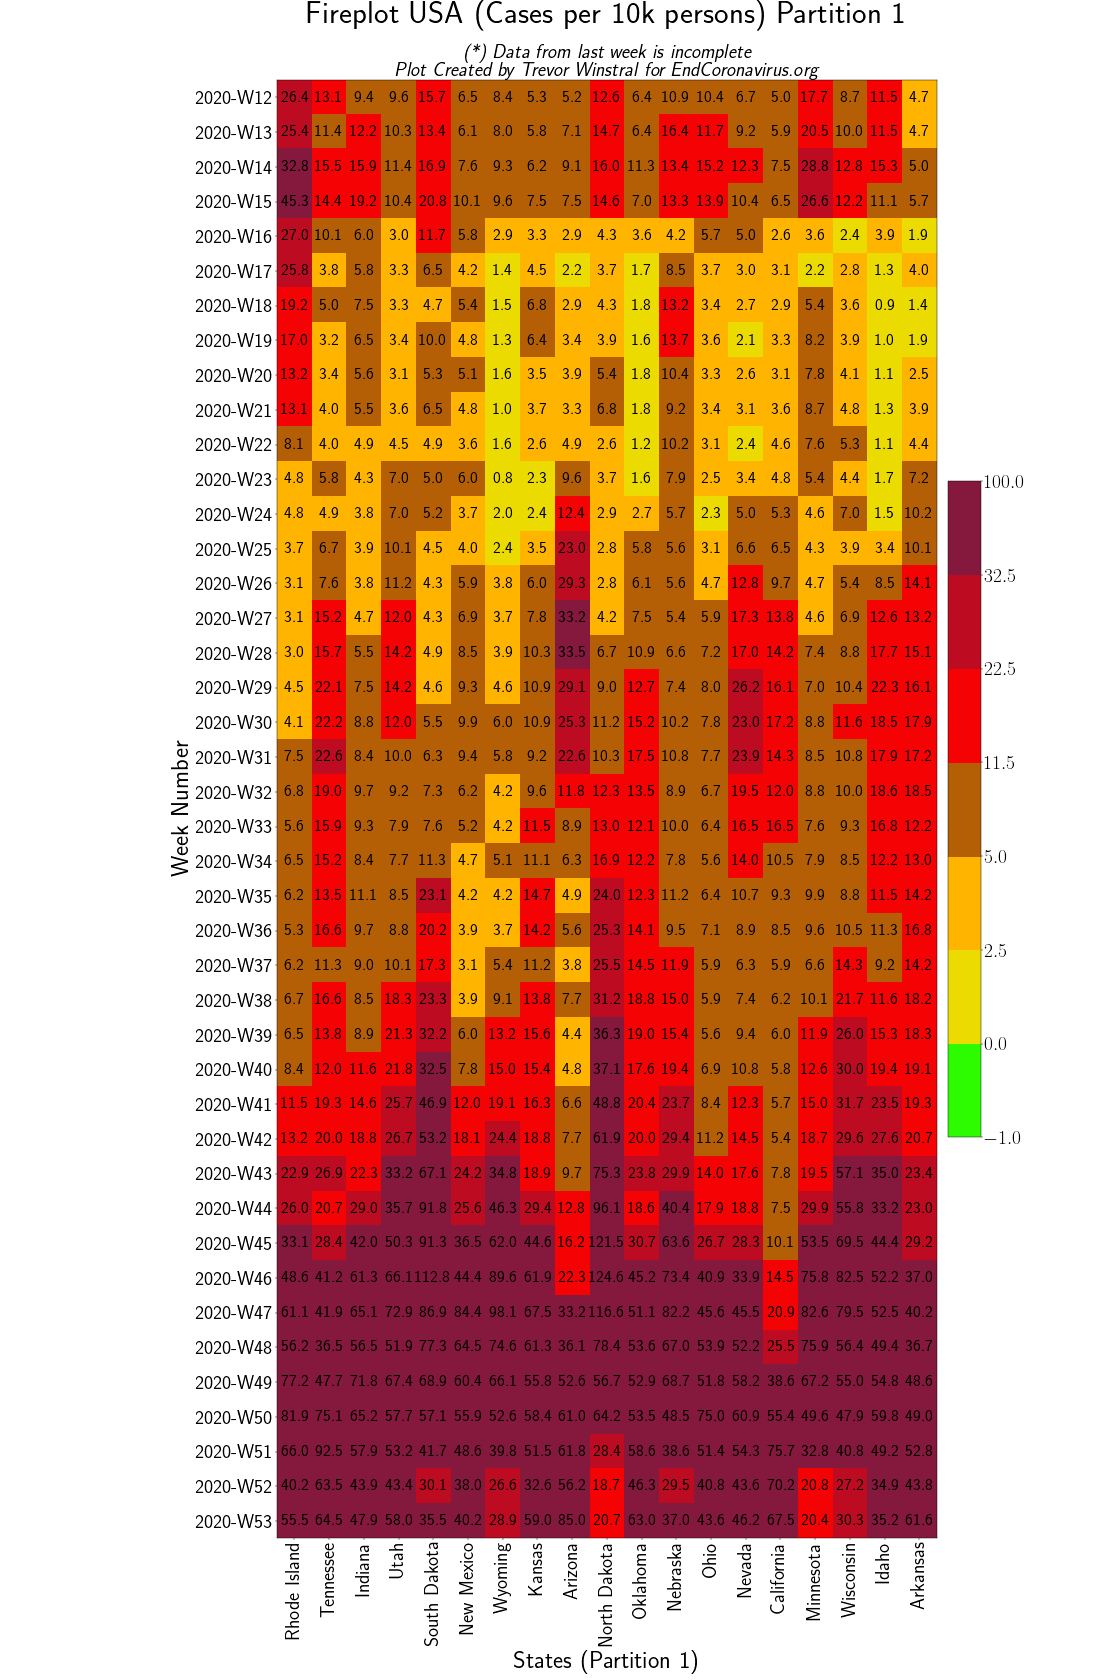 Fireplot USA (Cases per 10k persons) Partition 1
(*) Data from last week is incomplete
Plot Created by Trevor Winstral for EndCoronavirus.org
2020-W12 26.4 13.1 9.4 9.6 15.7 6.5 8.4 5.3 5.2 12.6 6.4 10.9 10.4 6.7 5.0 17.7 8.7 11.5 4.7
2020-W13 25.4 11.4 12.2 10.3 13.4 6.1 8.0 5.8 7.1 14.7 6.4 16.4 11.7 9.2 5.9 20.5 10.0 11.5 4.7
2020-W14 32.8 15.5 15.9 11.4 16.9 7.6 9.3 6.2 9.1 16.0 11.3 13.4 15.2 12.3 7.5 28.8 12.8 15.3 5.0
2020-W15 45.3 14.4 19.2 10.4 20.8 10.1 9.6 7.5 7.5 14.6 7.0 13.3 13.9 10.4 6.5 26.6 12.2 11.1 5.7
2020-W16 27.0 10.1 6.0 3.0 11.7 5.8 2.9 3.3 2.9 4.3 3.6 4.2 5.7 5.0 2.6 3.6 2.4 3.9 1.9
2020-W17 25.8 3.8 5.8 3.3 6.5 4.2 1.4 4.5 2.2 3.7 1.7 8.5 3.7 3.0 3.1 2.2 2.8 1.3 4.0
2020-W18 19.2 5.0 7.5 3.3 4.7 5.4 1.5 6.8 2.9 4.3 1.8 13.2 3.4 2.7 2.9 5.4 3.6 0.9 1.4
2020-W19 17.0 3.2 6.5 3.4 10.0 4.8 1.3 6.4 3.4 3.9 1.6 13.7 3.6 2.1 3.3 8.2 3.9 1.0 1.9
2020-W20 13.2 3.4 5.6 3.1 5.3 5.1 1.6 3.5 3.9 5.4 1.8 10.4 3.3 2.6 3.1 7.8 4.1 1.1 2.5
2020-W21 13.1 4.0 5.5 3.6 6.5 4.8 1.0 3.7 3.3 6.8 1.8 9.2 3.4 3.1 3.6 8.7 4.8 1.3 3.9
2020-W22 8.1 4.0 4.9 4.5 4.9 3.6 1.6 2.6 4.9 2.6 1.2 10.2 3.1 2.4 4.6 7.6 5.3 1.1 4.4
2020-W23 4.8 5.8 4.3 7.0 5.0 6.0 0.8 2.3 9.6 3.7 1.6 7.9 2.5 3.4 4.8 5.4 4.4 1.7 7.2
2020-W24 4.8 4.9 3.8 7.0 5.2 3.7 2.0 2.4 12.4 2.9 2.7 5.7 2.3 5.0 5.3 4.6 7.0 1.5 10.2
2020-W25 3.7 6.7 3.9 10.1 4.5 4.0 2.4 3.5 23.0 2.8 5.8 5.6 3.1 6.6 6.5 4.3 3.9 3.4 10.1
2020-W26 3.1 7.6 3.8 11.2 4.3 5.9 3.8 6.0 29.3 2.8 6.1 5.6 4.7 12.8 9.7 4.7 5.4 8.5 14.1
2020-W27 3.1 15.2 4.7 12.0 4.3 6.9 3.7 7.8 33.2 4.2 7.5 5.4 5.9 17.3 13.8 4.6 6.9 12.6 13.2
2020-W28 3.0 15.7 5.5 14.2 4.9 8.5 3.9 10.3 33.5 6.7 10.9 6.6 7.2 17.0 14.2 7.4 8.8 17.7 15.1
2020-W29 4.5 22.1 7.5 14.2 4.6 9.3 4.6 10.9 29.1 9.0 12.7 7.4 8.0 26.2 16.1 7.0 10.4 22.3 16.1
2020-W30 4.1 22.2 8.8 12.0 5.5 9.9 6.0 10.9 25.3 11.2 15.2 10.2 7.8 23.0 17.2 8.8 11.6 18.5 17.9
2020-W31 7.5 22.6 8.4 10.0 6.3 9.4 5.8 9.2 22.6 10.3 17.5 10.8 7.7 23.9 14.3 8.5 10.8 17.9 17.2
2020-W32 6.8 19.0 9.7 9.2 7.3 6.2 4.2 9.6 11.8 12.3 13.5 8.9 6.7 19.5 12.0 8.8 10.0 18.6 18.5
2020-W33 5.6 15.9 9.3 7.9 7.6 5.2 4.2 11.5 8.9 13.0 12.1 10.0 6.4 16.5 16.5 7.6 9.3 16.8 12.2
2020-W34 6.5 15.2 8.4 7.7 11.3 4.7 5.1 11.1 6.3 16.9 12.2 7.8 5.6 14.0 10.5 7.9 8.5 12.2 13.0
2020-W35 6.2 13.5 11.1 8.5 23.1 4.2 4.2 14.7 4.9 24.0 12.3 11.2 6.4 10.7 9.3 9.9 8.8 11.5 14.2
2020-W36 5.3 16.6 9.7 8.8 20.2 3.9 3.7 14.2 5.6 25.3 14.1 9.5 7.1 8.9 8.5 9.6 10.5 11.3 16.8
2020-W37 6.2 11.3 9.0 10.1 17.3 3.1 5.4 11.2 3.8 25.5 14.5 11.9 5.9 6.3 5.9 6.6 14.3 9.2 14.2
2020-W38 6.7 16.6 8.5 18.3 23.3 3.9 9.1 13.8 7.7 31.2 18.8 15.0 5.9 7.4 6.2 10.1 21.7 11.6 18.2
2020-W39 6.5 13.8 8.9 21.3 32.2 6.0 13.2 15.6 4.4 36.3 19.0 15.4 5.6 9.4 6.0 11.9 26.0 15.3 18.3
2020-W40 8.4 12.0 11.6 21.8 32.5 7.8 15.0 15.4 4.8 37.1 17.6 19.4 6.9 10.8 5.8 12.6 30.0 19.4 19.1
2020-W41 11.5 19.3 14.6 25.7 46.9 12.0 19.1 16.3 6.6 48.8 20.4 23.7 8.4 12.3 5.7 15.0 31.7 23.5 19.3
2020-W42 13.2 20.0 18.8 26.7 53.2 18.1 24.4 18.8 7.7 61.9 20.0 29.4 11.2 14.5 5.4 18.7 29.6 27.6 20.7
2020-W43 22.9 26.9 22.3 33.2 67.1 24.2 34.8 18.9 9.7 75.3 23.8 29.9 14.0 17.6 7.8 19.5 57.1 35.0 23.4
2020-W44 26.0 20.7 29.0 35.7 91.8 25.6 46.3 29.4 12.8 96.1 18.6 40.4 17.9 18.8 7.5 29.9 55.8 33.2 23.0
2020-W45 33.1 28.4 42.0 50.3 91.3 36.5 62.0 44.6 16.2 121.5 30.7 63.6 26.7 28.3 10.1 53.5 69.5 44.4 29.2
2020-W46 48.6 41.2 61.3 66.1 112.8 44.4 89.6 61.9 22.3 124.6 45.2 73.4 40.9 33.9 14.5 75.8 82.5 52.2 37.0
2020-W47 61.1 41.9 65.1 72.9 86.9 84.4 98.1 67.5 33.2 116.6 51.1 82.2 45.6 45.5 20.9 82.6 79.5 52.5 40.2
2020-W48 56.2 36.5 56.5 51.9 77.3 64.5 74.6 61.3 36.1 78.4 53.6 67.0 53.9 52.2 25.5 75.9 56.4 49.4 36.7
2020-W49 77.2 47.7 71.8 67.4 68.9 60.4 66.1 55.8 52.6 56.7 52.9 68.7 51.8 58.2 38.6 67.2 55.0 54.8 48.6
2020-W50 81.9 75.1 65.2 57.7 57.1 55.9 52.6 58.4 61.0 64.2 53.5 48.5 75.0 60.9 55.4 49.6 47.9 59.8 49.0
2020-W51 66.0 92.5 57.9 53.2 41.7 48.6 39.8 51.5 61.8 28.4 58.6 38.6 51.4 54.3 75.7 32.8 40.8 49.2 52.8
2020-W52 40.2 63.5 43.9 43.4 30.1 38.0 26.6 32.6 56.2 18.7 46.3 29.5 40.8 43.6 70.2 20.8 27.2 34.9 43.8
2020-W53 55.5 64.5 47.9 58.0 35.5 40.2 28.9 59.0 85.0 20.7 63.0 37.0 43.6 46.2 67.5 20.4 30.3 35.2 61.6
Week Number
Rhode Island
Tennessee
Indiana
Utah
South Dakota
New Mexico
Wyoming
Kansas
Arizona
North Dakota
Oklahoma
Nebraska
Ohio
Nevada
California
Minnesota
Wisconsin
Idaho
Arkansas
States (Partition 1)
100.0
32.5
22.5
11.5
5.0
2.5
0.0
−1.0